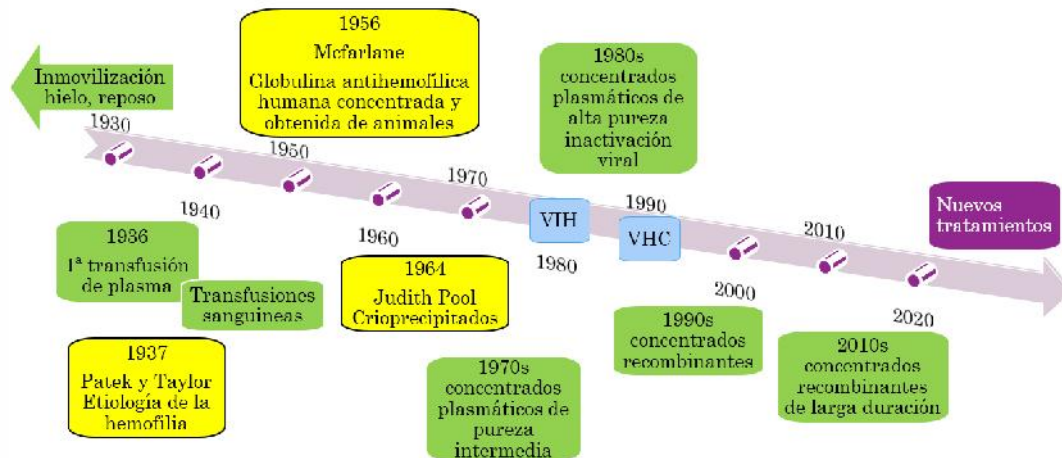 Inmovilización
hielo, reposo
1930
1956
Mcfarlane
Globulina antihemofílica
humana concentrada y
obtenida de animales
1950
1970
1980s
concentrados
plasmáticos de
alta pureza
inactivación
viral
1990
2010
Nuevos
tratamientos
VIH
VHC
1940
1960
1980
2000
2020
1936
1ª transfusión
de plasma
Transfusiones
sanguineas
1937
Patek y Taylor
Etiología de la
hemofilia
1964
Judith Pool
Crioprecipitados
1970s
concentrados
plasmáticos de
pureza
intermedia
1990s
concentrados
recombinantes
2010s
concentrados
recombinantes
de larga duración